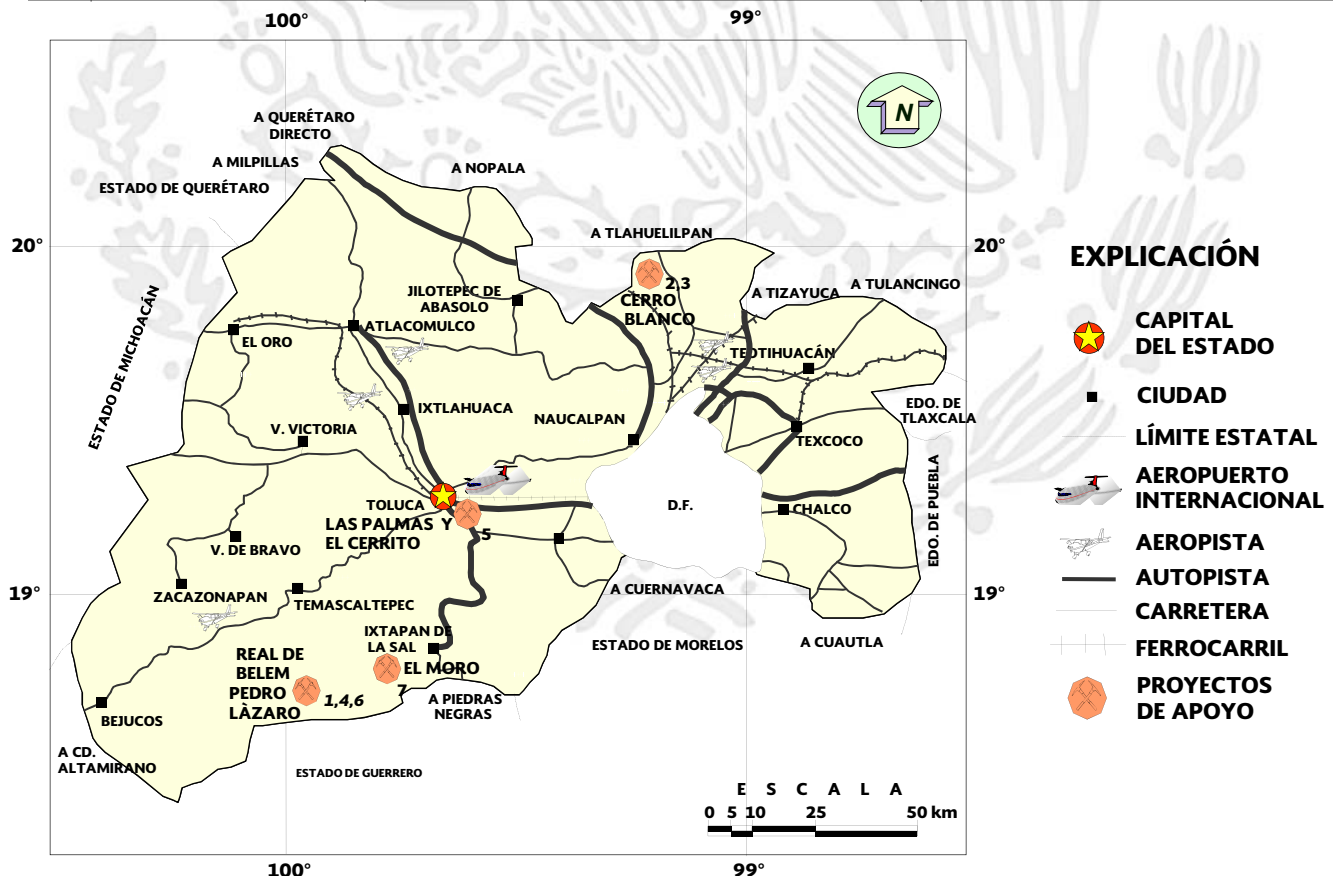 100°
99°
A QUERÉTARO
DIRECTO
A MILPILLAS
A NOPALA
ESTADO DE QUERÉTARO
N
20°
A TLAHUELILPAN
20°
2,3
CERRO
BLANCO
A TIZAYUCA
A TULANCINGO
JILOTEPEC DE
ABASOLO
ATLACOMULCO
EL ORO
ESTADO DE MICHOACÁN
TEOTIHUACÁN
IXTLAHUACA
NAUCALPAN
EDO. DE
TLAXCALA
V. VICTORIA
TEXCOCO
TOLUCA
LAS PALMAS Y
EL CERRITO
5
D.F.
CHALCO
EDO. DE PUEBLA
V. DE BRAVO
19°
ZACAZONAPAN
TEMASCALTEPEC
A CUERNAVACA
19°
IXTAPAN DE
LA SAL
ESTADO DE MORELOS
A CUAUTLA
REAL DE
BELEM
PEDRO
LÀZARO
1,4,6
EL MORO
7
A PIEDRAS
NEGRAS
BEJUCOS
A CD.
ALTAMIRANO
ESTADO DE GUERRERO
E S C A L A
0 5 10 25 50 km
100°
99°
EXPLICACIÓN
CAPITAL
DEL ESTADO
CIUDAD
LÍMITE ESTATAL
AEROPUERTO
INTERNACIONAL
AEROPISTA
AUTOPISTA
CARRETERA
FERROCARRIL
PROYECTOS
DE APOYO